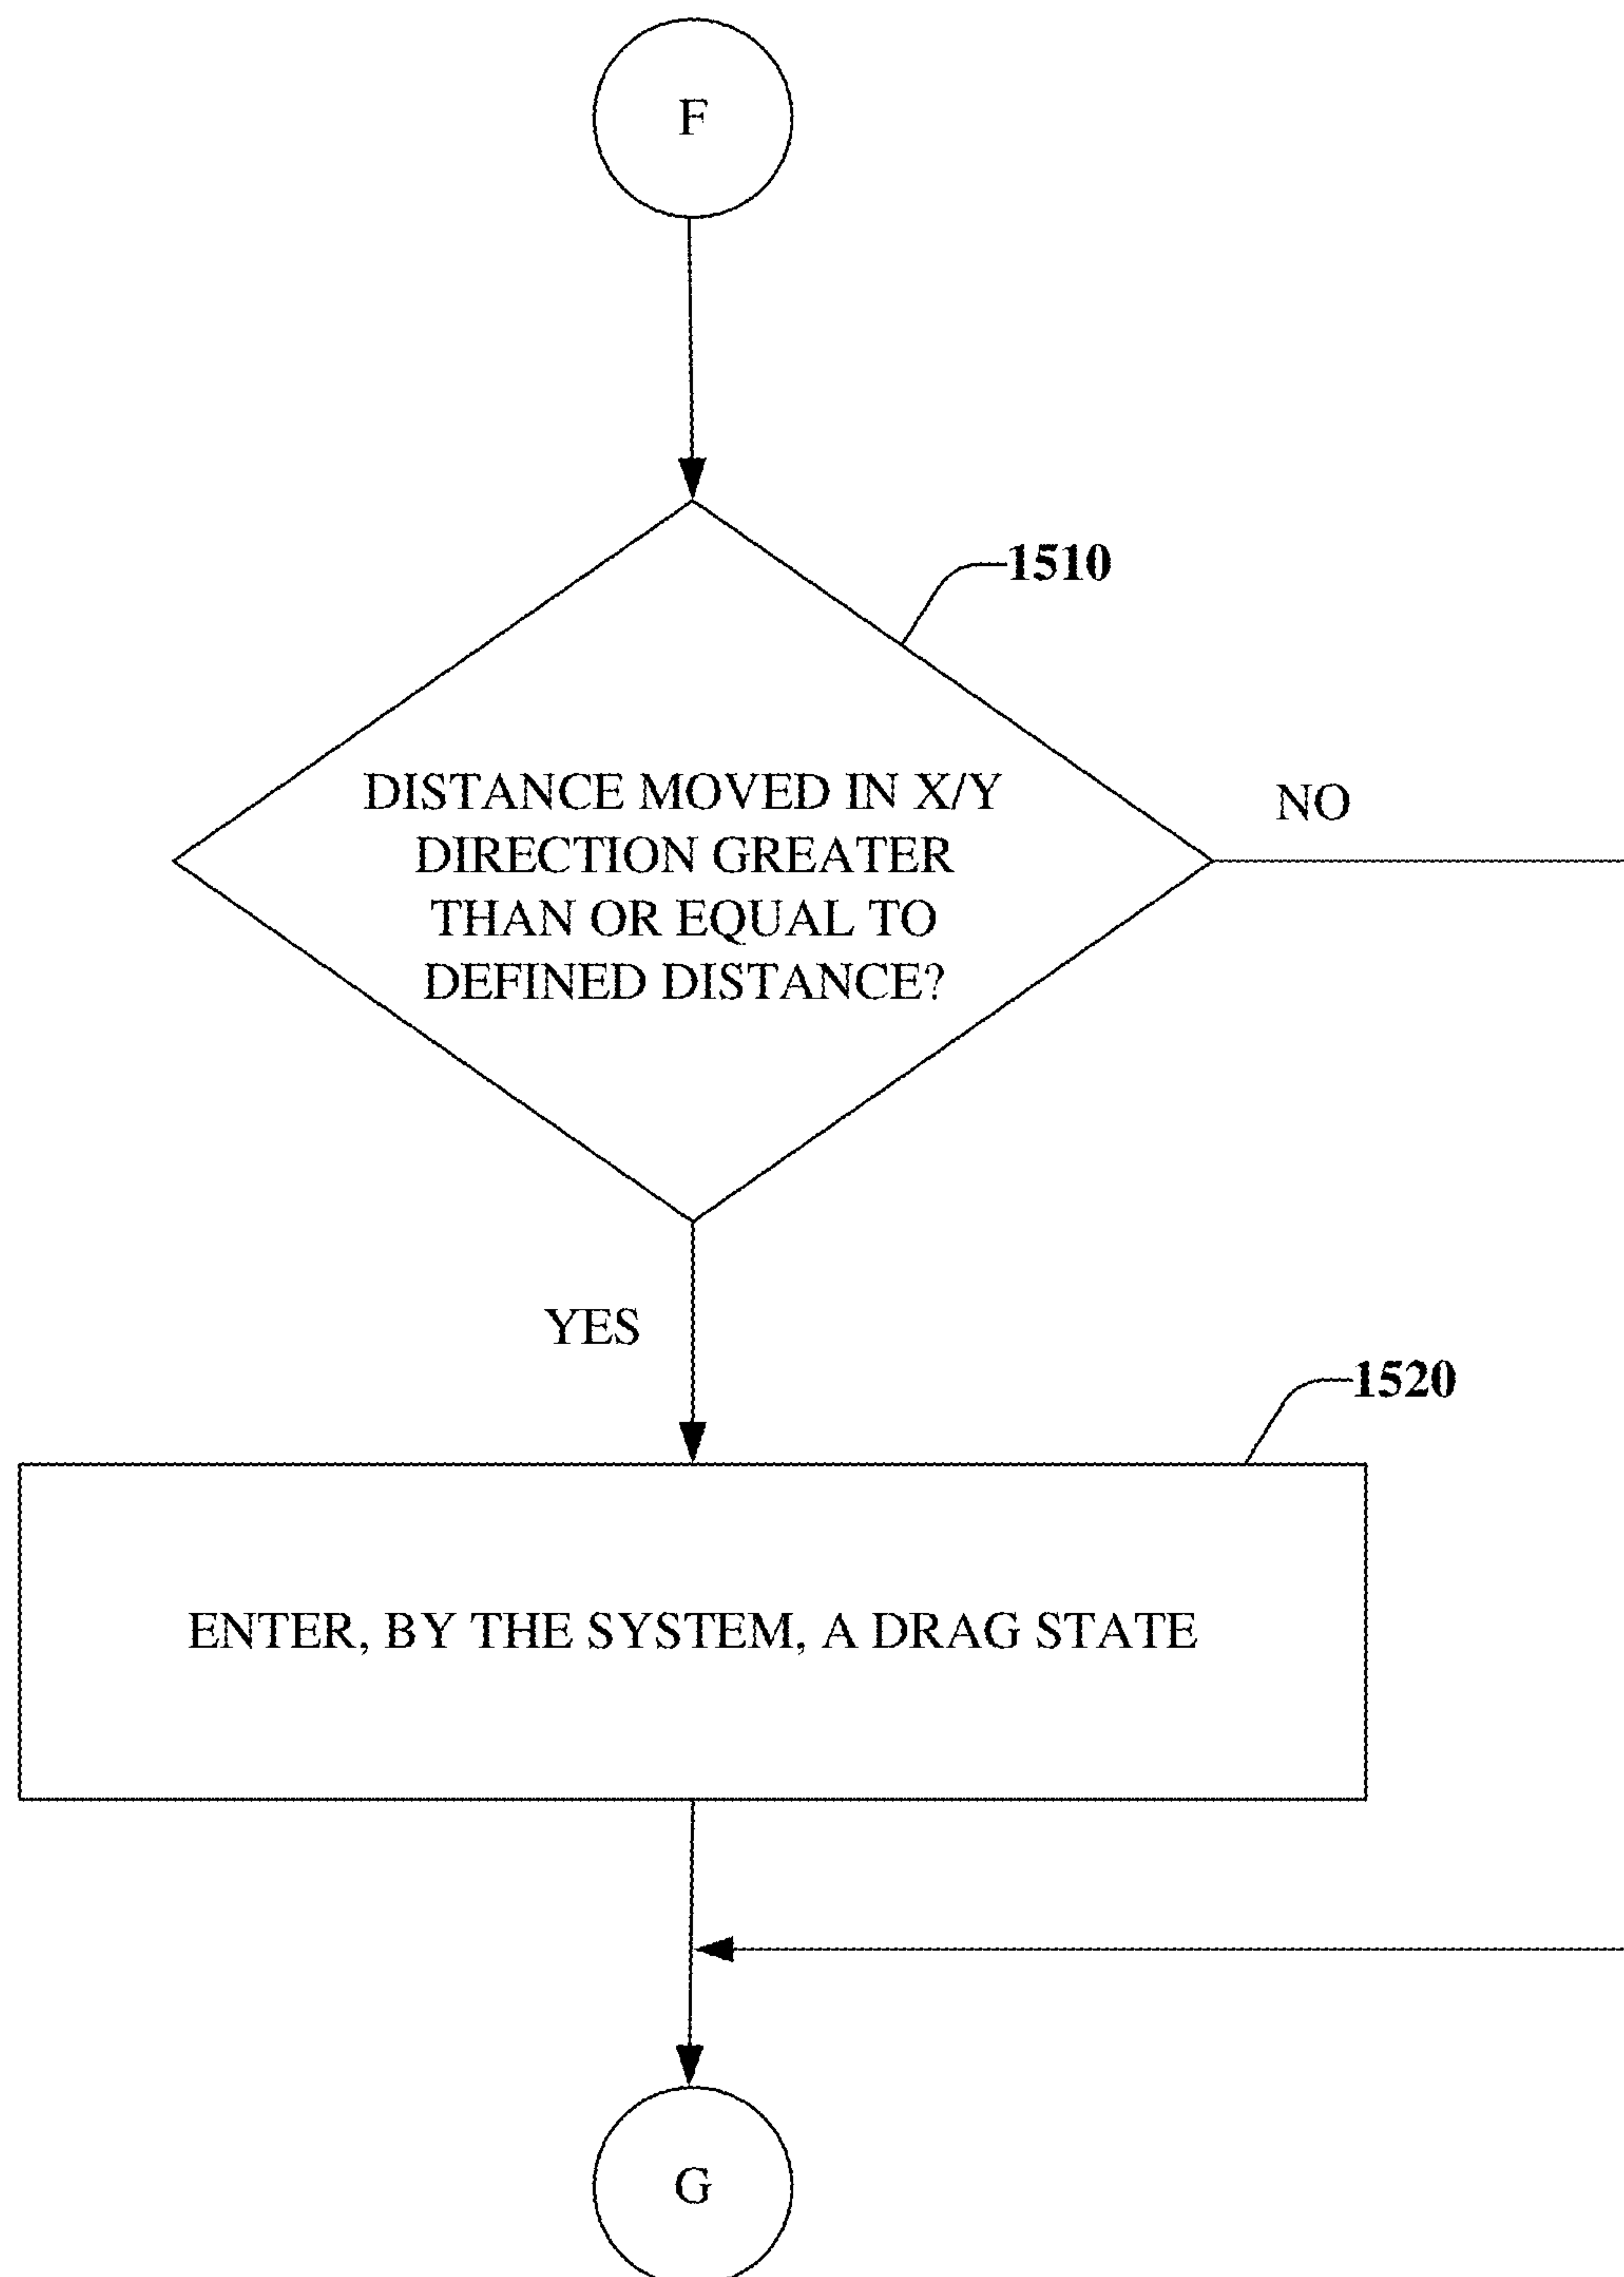 F
1510
DISTANCE MOVED IN X/Y
DIRECTION GREATER
THAN OR EQUAL TO
DEFINED DISTANCE?
NO
YES
1520
ENTER, BY THE SYSTEM, A DRAG STATE
G